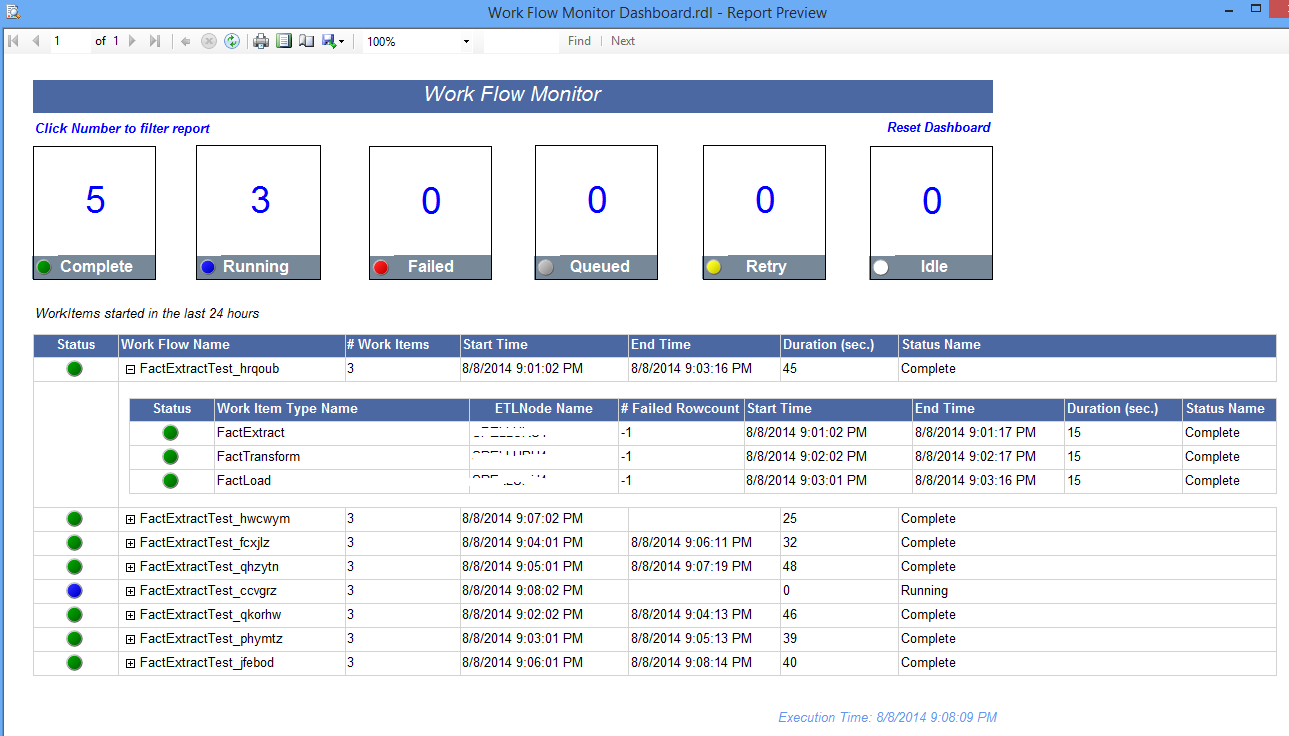 Work Flow Monitor Dashboard.rdl - Report Preview
1 of 1 100% Find Next
Work Flow Monitor
Click Number to filter report Reset Dashboard
5 3 0 0 0 0
Complete Running Failed Queued Retry Idle
WorkItems started in the last 24 hours
Status Work Flow Name # Work Items Start Time End Time Duration (sec.) Status Name
FactExtractTest_hrqoub 3 8/8/2014 9:01:02 PM 8/8/2014 9:03:16 PM 45 Complete
Status Work Item Type Name ETLNode Name # Failed Rowcount Start Time End Time Duration (sec.) Status Name
FactExtract -1 8/8/2014 9:01:02 PM 8/8/2014 9:01:17 PM 15 Complete
FactTransform -1 8/8/2014 9:02:02 PM 8/8/2014 9:02:17 PM 15 Complete
FactLoad -1 8/8/2014 9:03:01 PM 8/8/2014 9:03:16 PM 15 Complete
FactExtractTest_hwcwym 3 8/8/2014 9:07:02 PM 25 Complete
FactExtractTest_fcxjlz 3 8/8/2014 9:04:01 PM 8/8/2014 9:06:11 PM 32 Complete
FactExtractTest_qhzytn 3 8/8/2014 9:05:01 PM 8/8/2014 9:07:19 PM 48 Complete
FactExtractTest_ccvgrz 3 8/8/2014 9:08:02 PM 0 Running
FactExtractTest_qkorhw 3 8/8/2014 9:02:02 PM 8/8/2014 9:04:13 PM 46 Complete
FactExtractTest_phymtz 3 8/8/2014 9:03:01 PM 8/8/2014 9:05:13 PM 39 Complete
FactExtractTest_jfebod 3 8/8/2014 9:06:01 PM 8/8/2014 9:08:14 PM 40 Complete
Execution Time: 8/8/2014 9:08:09 PM